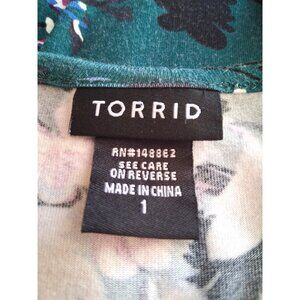 TORRID
RN#148862
SEE CARE
ON REVERSE
MADE IN CHINA
1